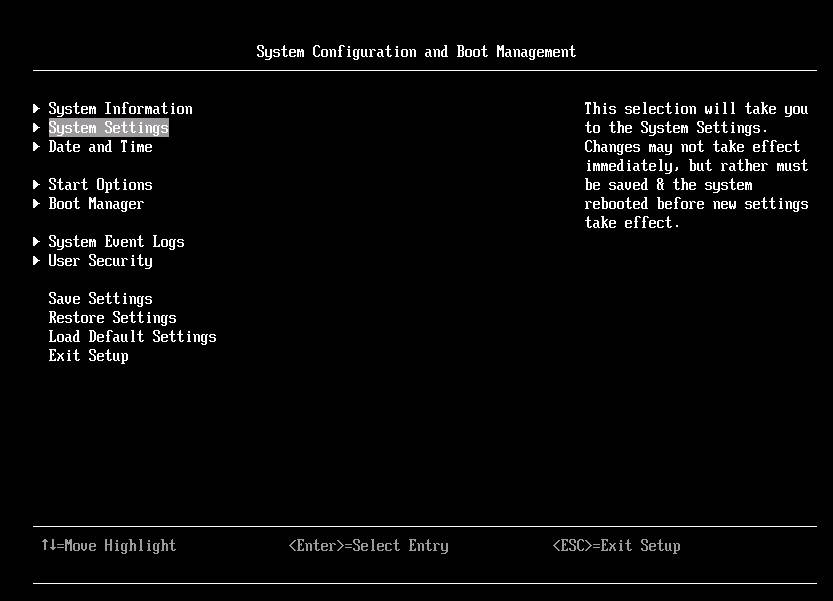 System Configuration and Boot Management
System Information
System Settings
Date and Time
Start Options
Boot Manager
System Event Logs
User Security
Save Settings
Restore Settings
Load Default Settings
Exit Setup
This selection will take you
to the System Settings.
Changes may not take effect
immediately, but rather must
be saved & the system
rebooted before new settings
take effect.
↑↓=Move Highlight <Enter>=Select Entry <ESC>=Exit Setup